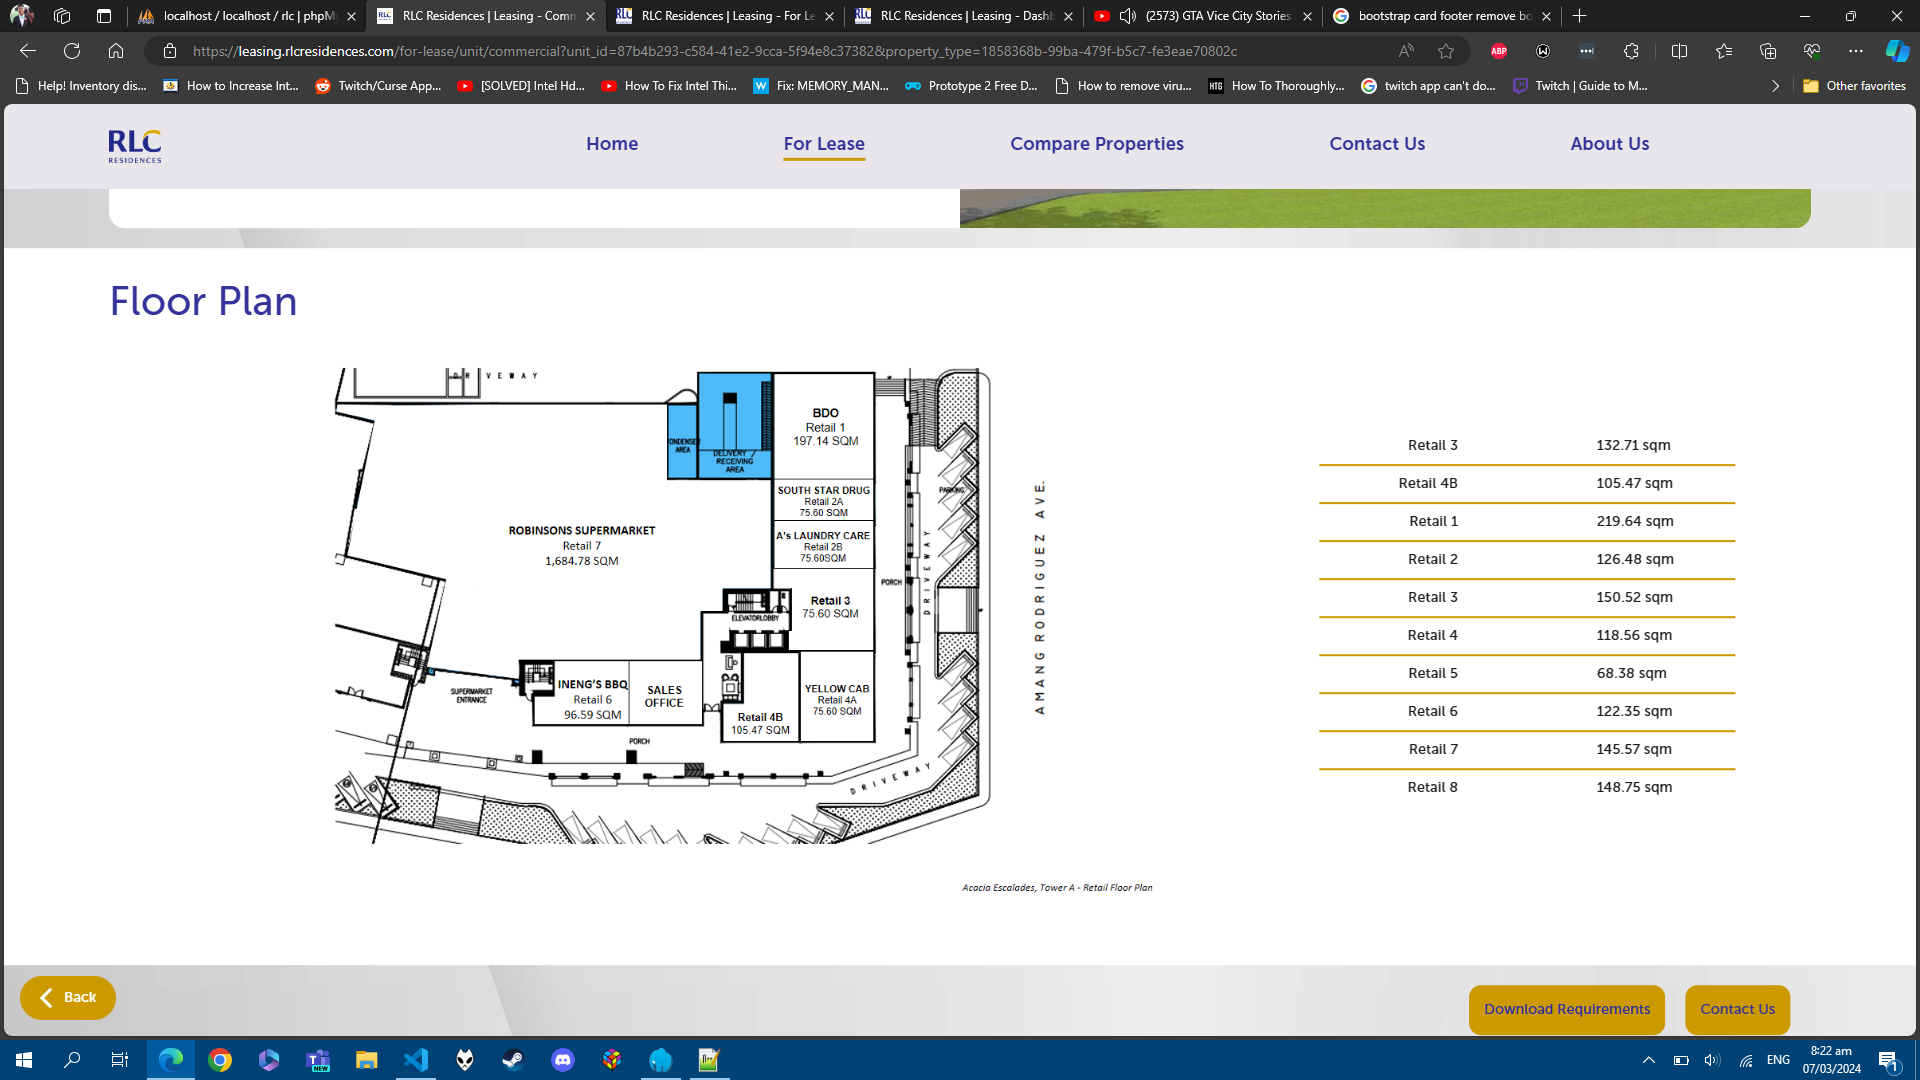 localhost / localhost / rlc | phpMy
RLC Residences | Leasing - Comm
RLC Residences | Leasing - For Le
RLC Residences | Leasing - Dashb
(2573) GTA Vice City Stories
bootstrap card footer remove bo
https://leasing.rlcresidences.com/for-lease/unit/commercial?unit_id=87b4b293-c584-41e2-9cca-5f94e8c37382&property_type=1858368b-99ba-479f-b5c7-fe3eae70802c
ABP
Help! Inventory dis...
How to Increase Int...
Twitch/Curse App...
[SOLVED] Intel Hd...
How To Fix Intel Thi...
W
Fix: MEMORY_MAN...
Prototype 2 Free D...
How to remove viru...
HTG
How To Thoroughly...
twitch app can't do...
Twitch | Guide to M...
Other favorites
RLC
RESIDENCES
Home
For Lease
Compare Properties
Contact Us
About Us
Floor Plan
DRIVEWAY
BDO
Retail 1
197.14 SQM
CONDENSER
AREA
DELIVERY /
RECEIVING
AREA
SOUTH STAR DRUG
Retail 2A
75.60 SQM
PARKING
ROBINSONS SUPERMARKET
Retail 7
1,684.78 SQM
A's LAUNDRY CARE
Retail 2B
75.60SQM
DRIVEWAY
PORCH
AMANG RODRIGUEZ AVE.
Retail 3
75.60 SQM
ELEVATORLOBBY
SUPERMARKET
ENTRANCE
INENG'S BBQ
Retail 6
96.59 SQM
SALES
OFFICE
YELLOW CAB
Retail 4A
75.60 SQM
Retail 4B
105.47 SQM
PORCH
DRIVEWAY
Retail 3 132.71 sqm
Retail 4B 105.47 sqm
Retail 1 219.64 sqm
Retail 2 126.48 sqm
Retail 3 150.52 sqm
Retail 4 118.56 sqm
Retail 5 68.38 sqm
Retail 6 122.35 sqm
Retail 7 145.57 sqm
Retail 8 148.75 sqm
Acacia Escalades, Tower A - Retail Floor Plan
Back
Download Requirements
Contact Us
NEW
ENG
8:22 am
07/03/2024
1